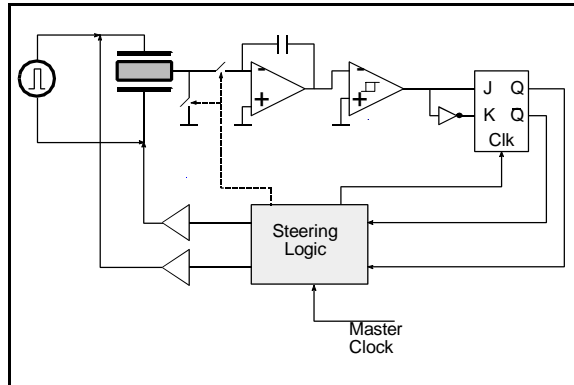 J Q
K Q
Clk
Steering
Logic
Master
Clock